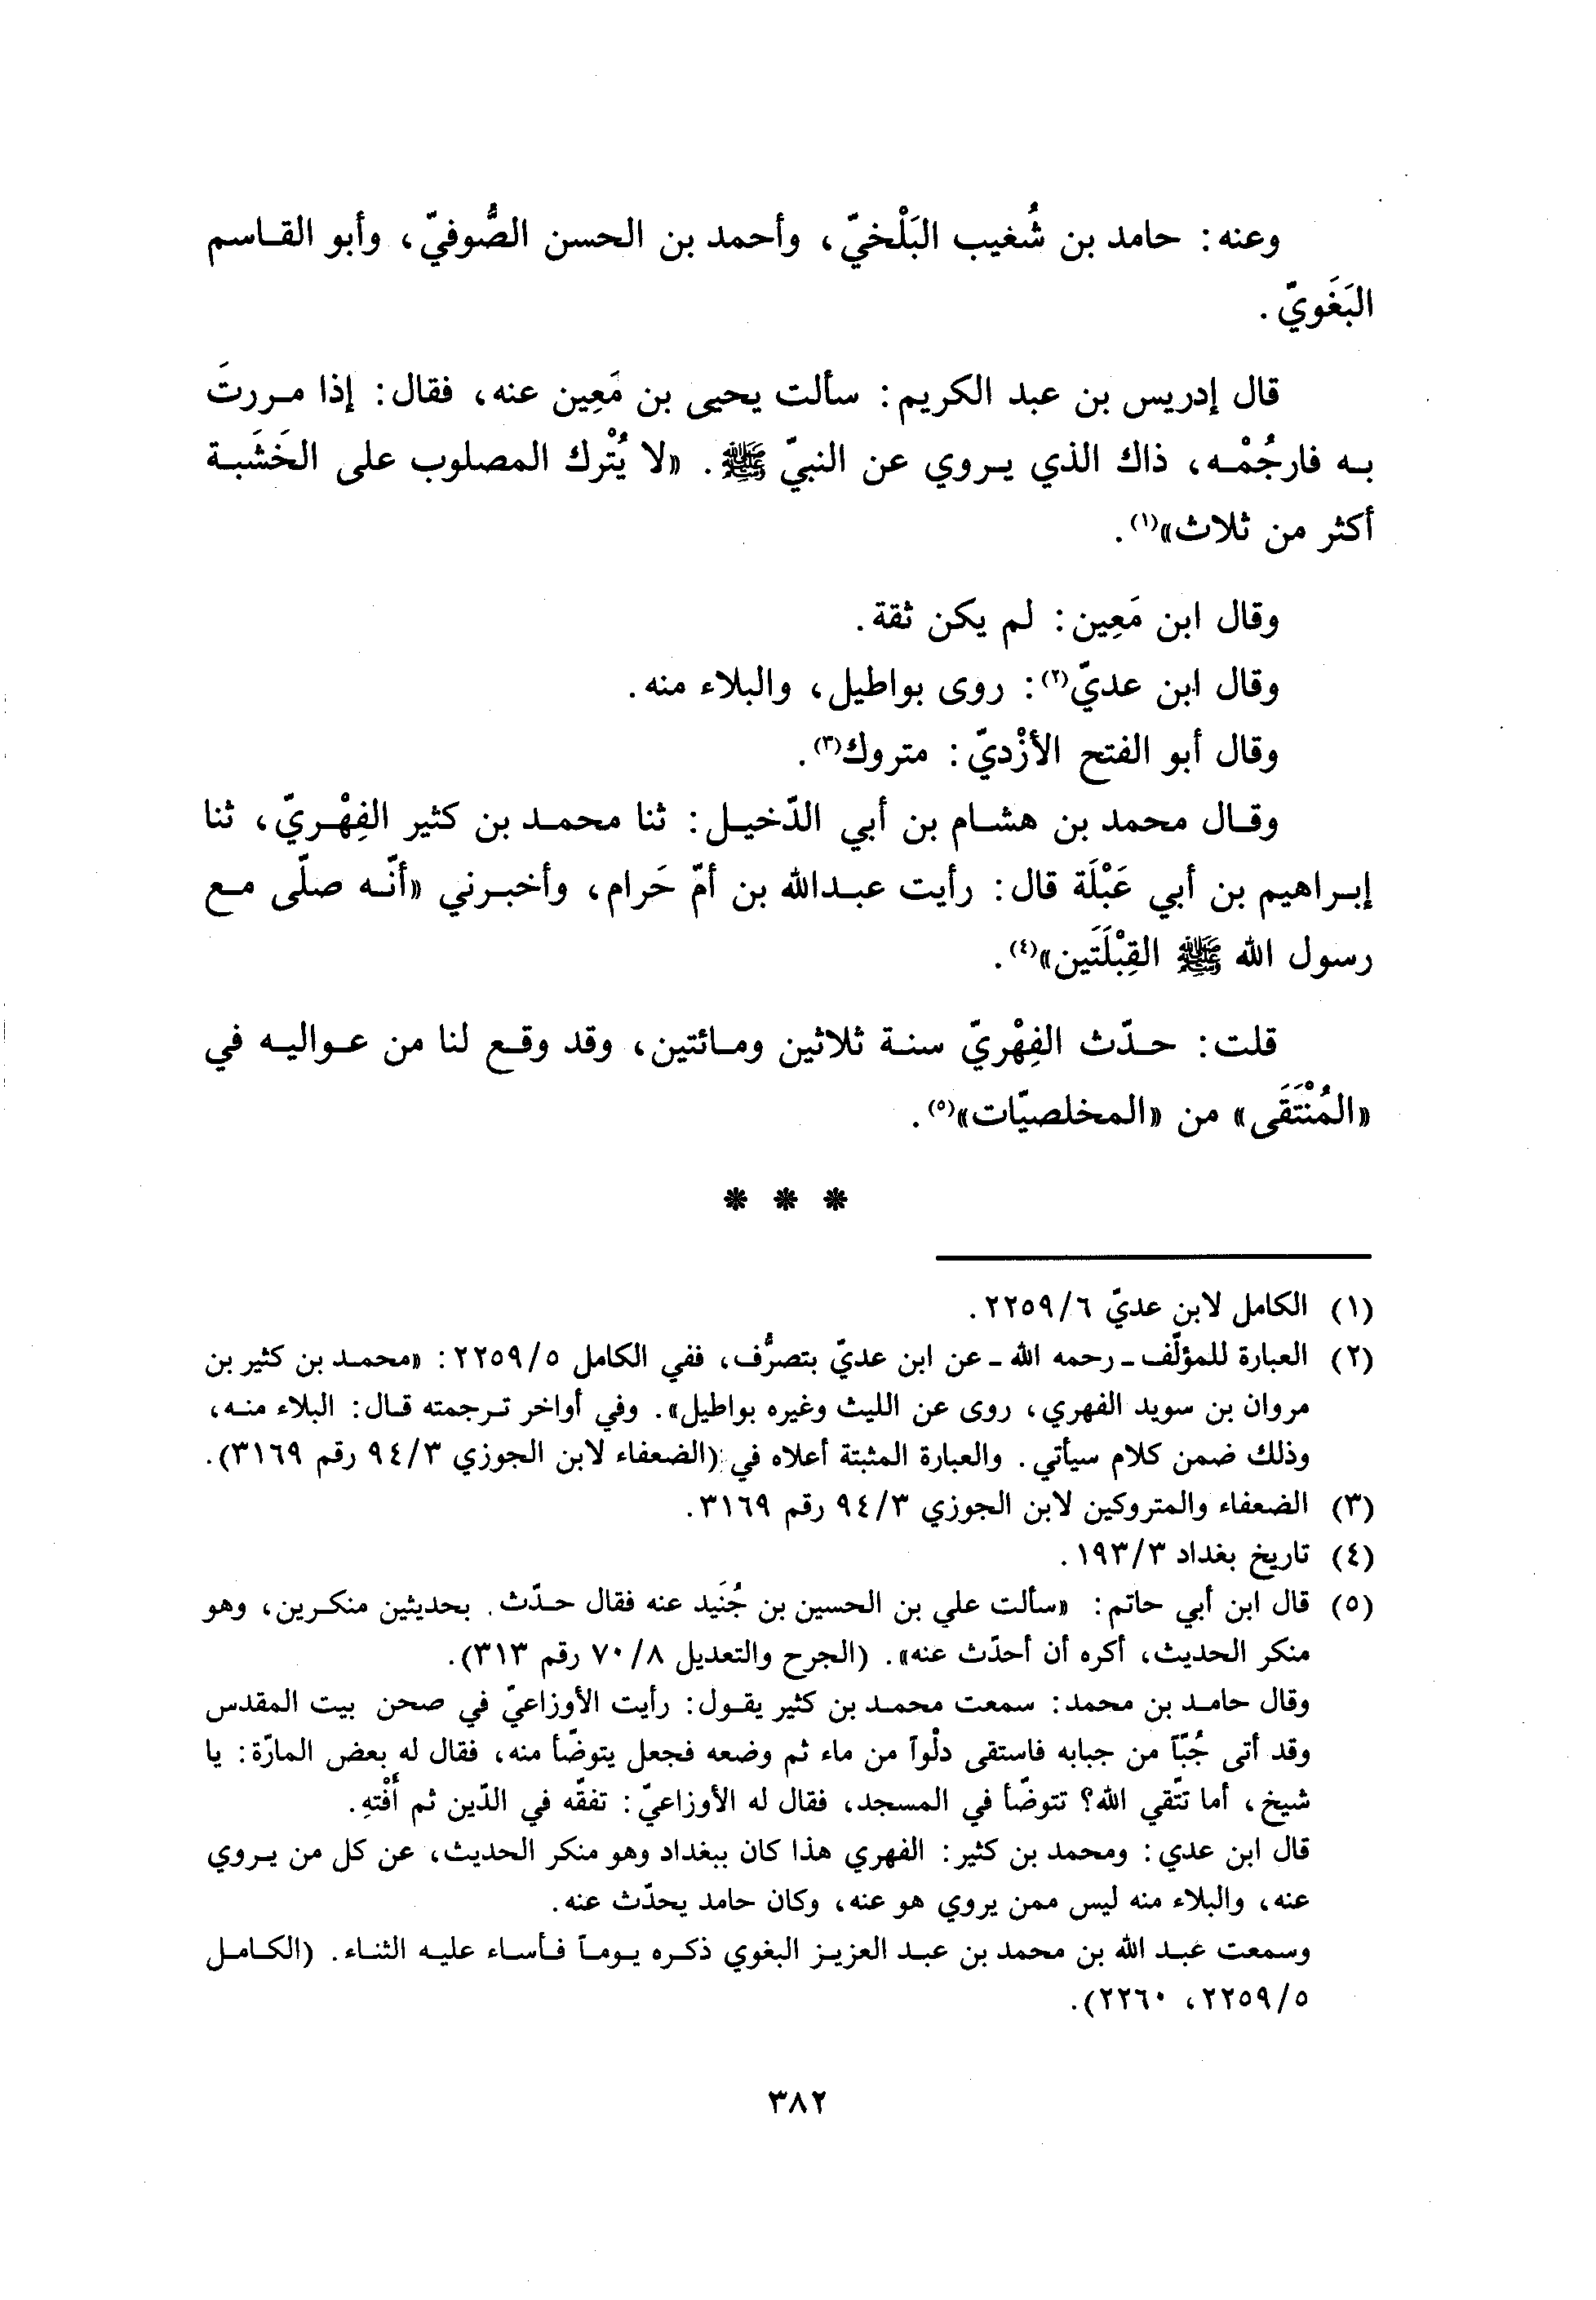 وعنه: حامد بن شُغيب البَلْخيّ، وأحمد بن الحسن الصُّوفيّ، وأبو القاسم
البَغَويّ.
قال إدريس بن عبد الكريم: سألت يحيى بن مَعِين عنه، فقال: إذا مررتَ
به فارجُمْه، ذاك الذي يروي عن النبيّ ﷺ. «لا يُتْرك المصلوب على الخَشَبة
أكثر من ثلاث»(١).
وقال ابن مَعِين: لم يكن ثقة.
وقال ابن عديّ(٢): روى بواطيل، والبلاء منه.
وقال أبو الفتح الأزْديّ: متروك(٣).
وقال محمد بن هشام بن أبي الدّخيل: ثنا محمد بن كثير الفِهْريّ، ثنا
إبراهيم بن أبي عَبْلَة قال: رأيت عبدالله بن أمّ حَرام، وأخبرني «أنّه صلّى مع
رسول الله ﷺ القِبْلَتَين»(٤).
قلت: حدّث الفِهْريّ سنة ثلاثين ومائتين، وقد وقع لنا من عواليه في
«المُنْتَقَى» من «المخلصيّات»(٥).
* * *
(١) الكامل لابن عديّ ٢٢٥٩/٦.
(٢) العبارة للمؤلّف - رحمه الله - عن ابن عديّ بتصرُّف، ففي الكامل ٢٢٥٩/٥: «محمد بن كثير بن
مروان بن سويد الفهري، روى عن الليث وغيره بواطيل». وفي أواخر ترجمته قال: البلاء منه،
وذلك ضمن كلام سيأتي. والعبارة المثبتة أعلاه في (الضعفاء لابن الجوزي ٩٤/٣ رقم ٣١٦٩).
(٣) الضعفاء والمتروكين لابن الجوزي ٩٤/٣ رقم ٣١٦٩.
(٤) تاريخ بغداد ١٩٣/٣.
(٥) قال ابن أبي حاتم: «سألت علي بن الحسين بن جُنَيد عنه فقال حدّث بحديثين منكرين، وهو
منكر الحديث، أكره أن أحدّث عنه». (الجرح والتعديل ٧٠/٨ رقم ٣١٣).
وقال حامد بن محمد: سمعت محمد بن كثير يقول: رأيت الأوزاعيّ في صحن بيت المقدس
وقد أتى جُبّاً من جبابه فاستقى دلْواً من ماء ثم وضعه فجعل يتوضّأ منه، فقال له بعض المارّة: يا
شيخ، أما تتّقي الله؟ تتوضّأ في المسجد، فقال له الأوزاعيّ: تفقّه في الدّين ثم أَفْتِهِ.
قال ابن عدي: ومحمد بن كثير: الفهري هذا كان ببغداد وهو منكر الحديث، عن كل من يروي
عنه، والبلاء منه ليس ممن يروي هو عنه، وكان حامد يحدّث عنه.
وسمعت عبد الله بن محمد بن عبد العزيز البغوي ذكره يوماً فأساء عليه الثناء. (الكامل
٢٢٥٩/٥، ٢٢٦٠).
٣٨٢